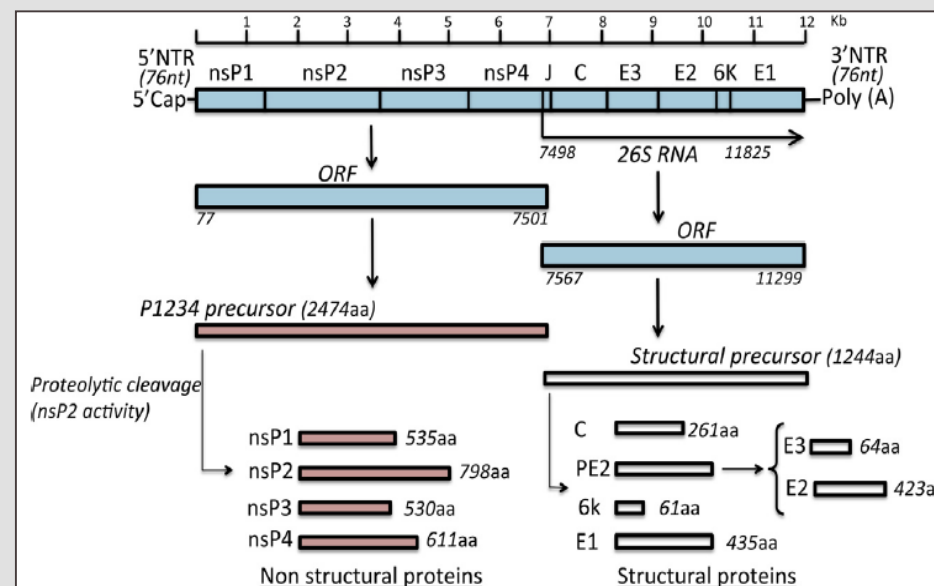 1 2 3 4 5 6 7 8 9 10 11 12 Kb
5’NTR
(76nt)
3’NTR
(76nt)
nsP1 nsP2 nsP3 nsP4 J C E3 E2 6K E1
5’Cap
Poly (A)
7498 26S RNA 11825
ORF
77 7501
ORF
7567 11299
P1234 precursor (2474aa)
Structural precursor (1244aa)
Proteolytic cleavage
(nsP2 activity)
nsP1 535aa
nsP2 798aa
nsP3 530aa
nsP4 611aa
Non structural proteins
C 261aa
PE2
E3 64aa
E2 423a
6k 61aa
E1 435aa
Structural proteins